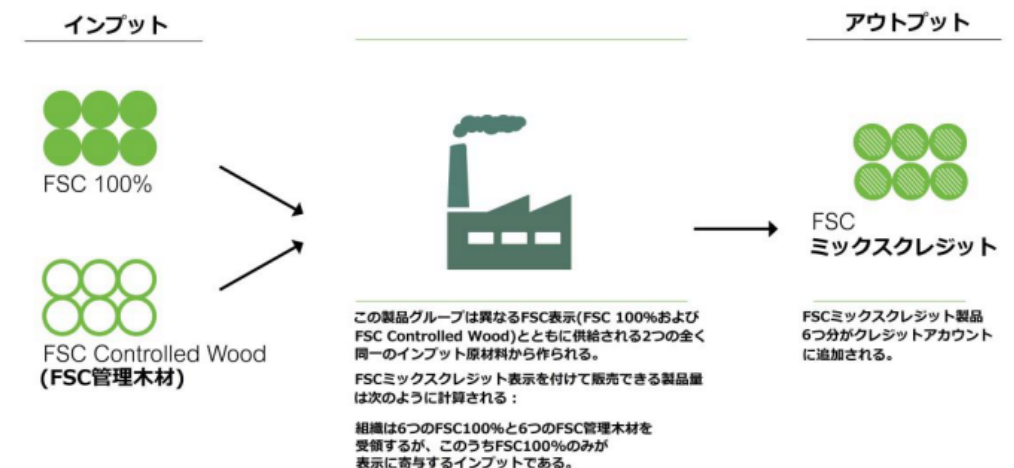 インプット
アウトプット
FSC 100%
FSC Controlled Wood
(FSC管理木材)
この製品グループは異なるFSC表示(FSC 100%および
FSC Controlled Wood)とともに供給される2つの全く
同一のインプット原材料から作られる。
FSCミックスクレジット表示を付けて販売できる製品量
は次のように計算される：
組織は6つのFSC100%と6つのFSC管理木材を
受領するが、このうちFSC100%のみが
表示に寄与するインプットである。
FSC
ミックスクレジット
FSCミックスクレジット製品
6つ分がクレジットアカウント
に追加される。